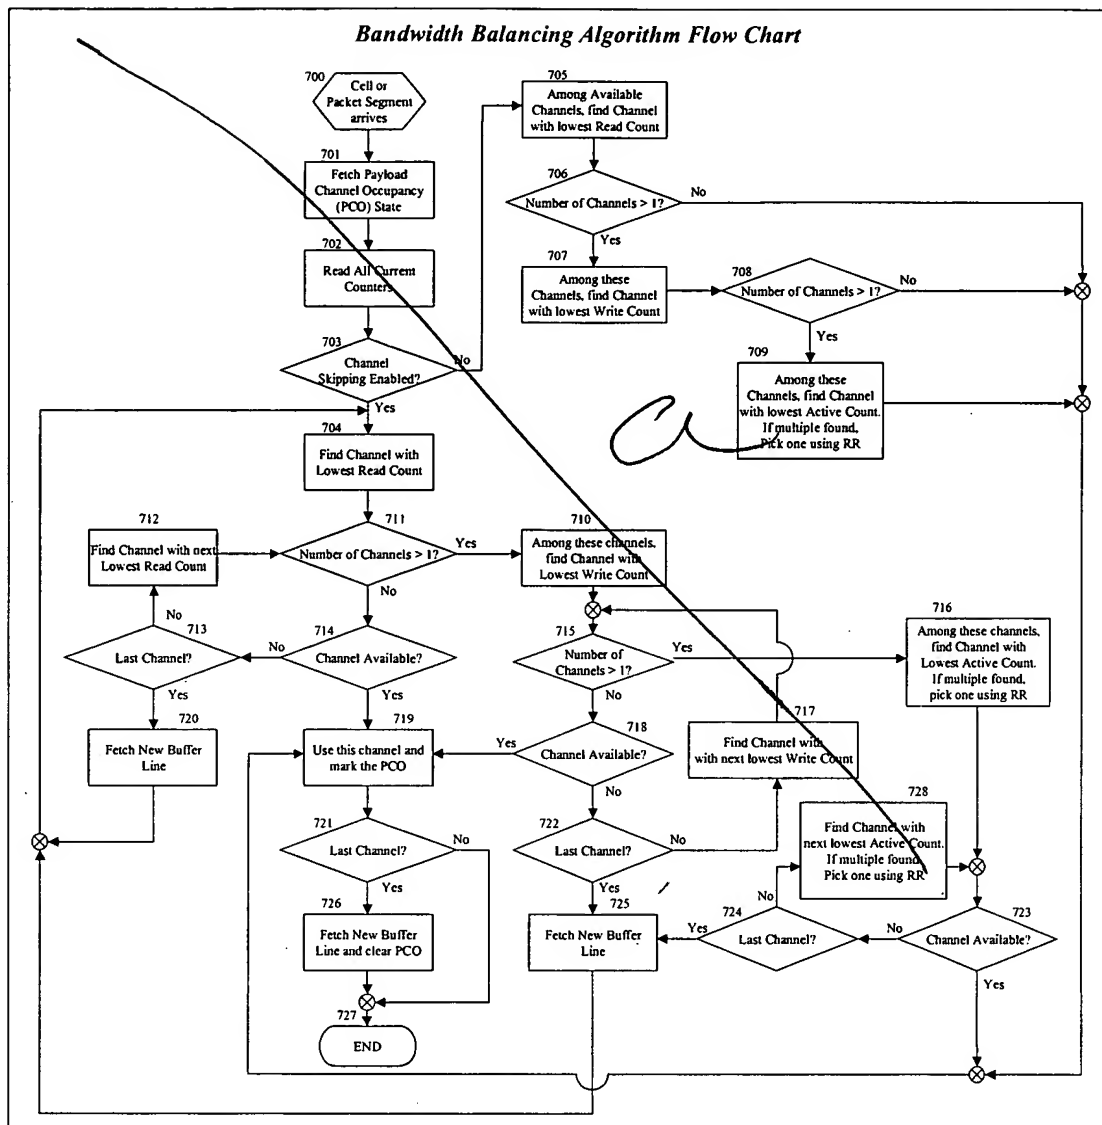 Bandwidth Balancing Algorithm Flow Chart
700
Cell or
Packet Segment
arrives
701
Fetch Payload
Channel Occupancy
(PCO) State
702
Read All Current
Counters
703
Channel
Skipping Enabled?
No
Yes
704
Find Channel with
Lowest Read Count
705
Among Available
Channels, find Channel
with lowest Read Count
706
Number of Channels > 1?
No
Yes
707
Among these
Channels, find Channel
with lowest Write Count
708
Number of Channels > 1?
No
Yes
709
Among these
Channels, find Channel
with lowest Active Count.
If multiple found,
Pick one using RR
712
Find Channel with next
Lowest Read Count
711
Number of Channels > 1?
Yes
No
710
Among these channels,
find Channel with
Lowest Write Count
No
713
Last Channel?
Yes
No
714
Channel Available?
Yes
715
Number of
Channels > 1?
Yes
No
716
Among these channels,
find Channel with
Lowest Active Count.
If multiple found,
pick one using RR
720
Fetch New Buffer
Line
719
Use this channel and
mark the PCO
Yes
718
Channel Available?
No
717
Find Channel with
with next lowest Write Count
721
Last Channel?
No
Yes
722
Last Channel?
No
Yes
728
Find Channel with
next lowest Active Count.
If multiple found,
Pick one using RR
726
Fetch New Buffer
Line and clear PCO
725
Fetch New Buffer
Line
Yes
No
724
Last Channel?
No
723
Channel Available?
Yes
727
END